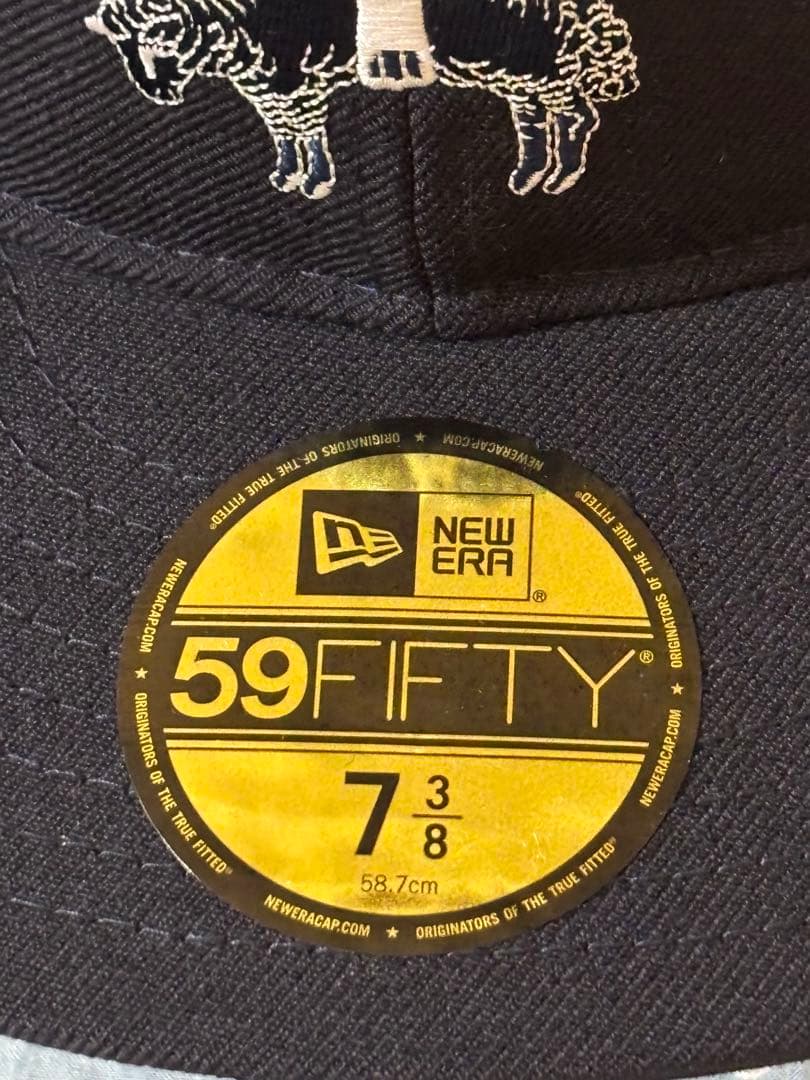 NEW
ERA
®
59FIFTY®
7 3/8
58.7cm
NEWERACAP.COM ★ ORIGINATORS OF THE TRUE FITTED®
NEWERACAP.COM ★ ORIGINATORS OF THE TRUE FITTED®
NEWERACAP.COM ★ ORIGINATORS OF THE TRUE FITTED®
NEWERACAP.COM ★ ORIGINATORS OF THE TRUE FITTED®